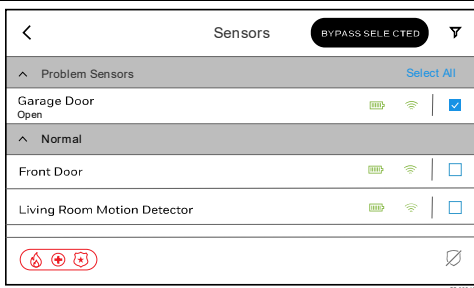 Sensors
BYPASS SELECTED
Problem Sensors
Select All
Garage Door
Open
Normal
Front Door
Living Room Motion Detector